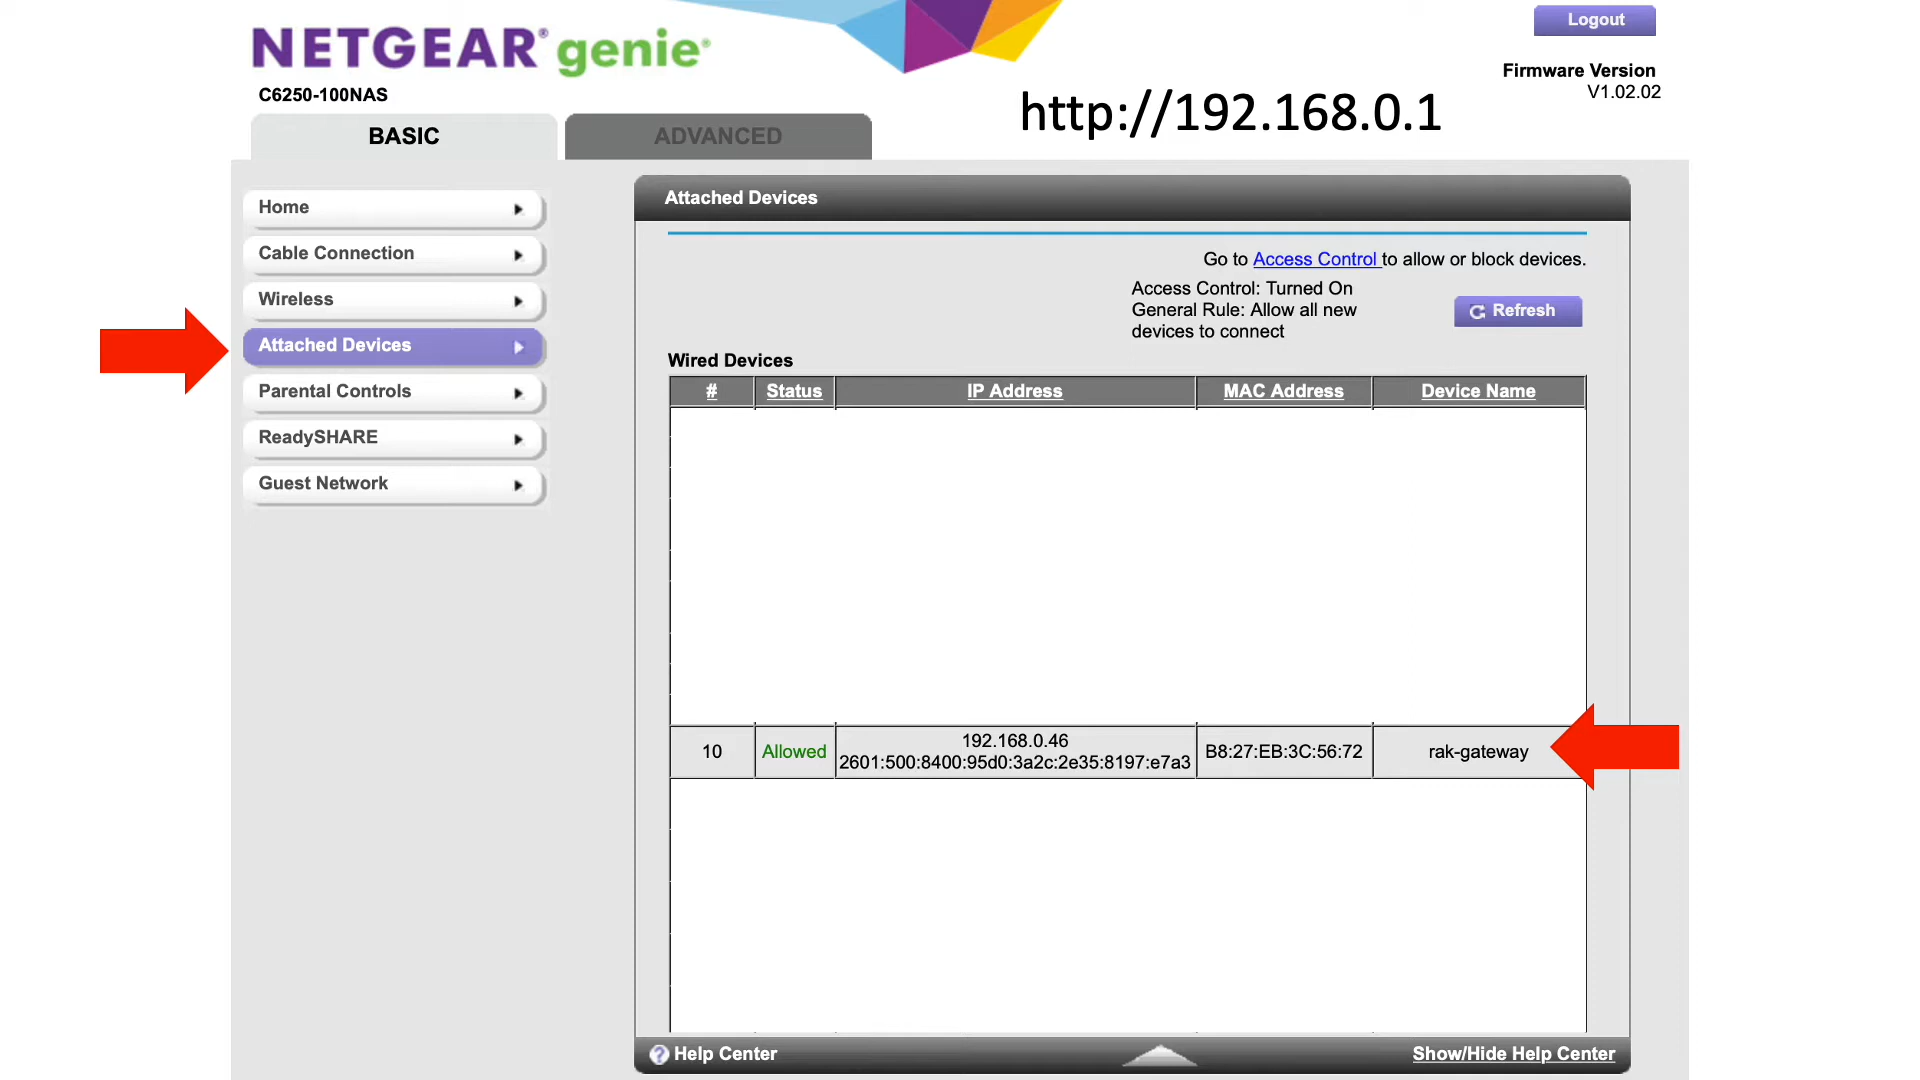 NETGEAR® genie®
Logout
Firmware Version
V1.02.02
C6250-100NAS
http://192.168.0.1
BASIC
ADVANCED
Home
Cable Connection
Wireless
Attached Devices
Parental Controls
ReadySHARE
Guest Network
Attached Devices
Go to Access Control to allow or block devices.
Access Control: Turned On
General Rule: Allow all new
devices to connect
Refresh
Wired Devices
# Status IP Address MAC Address Device Name
10 Allowed 192.168.0.46
2601:500:8400:95d0:3a2c:2e35:8197:e7a3 B8:27:EB:3C:56:72 rak-gateway
? Help Center
Show/Hide Help Center